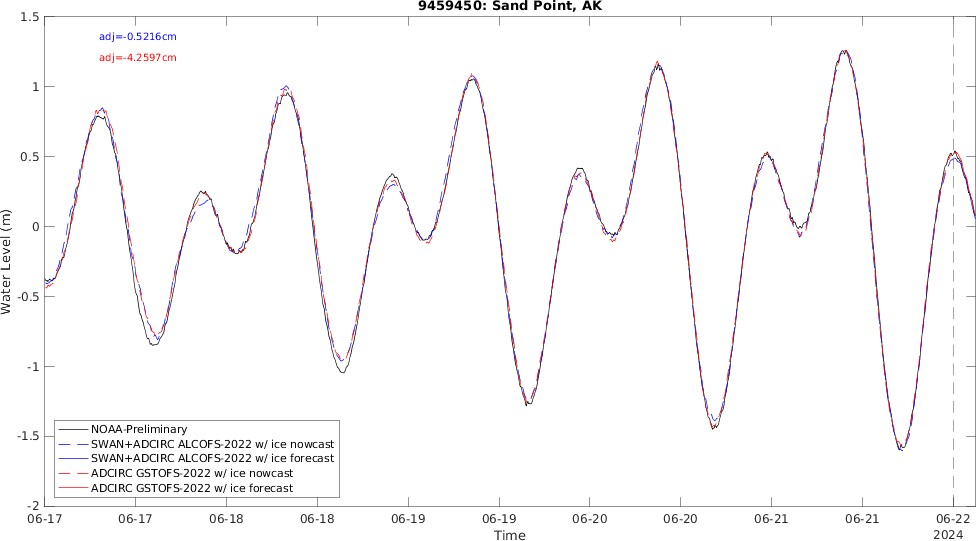 9459450: Sand Point, AK
adj=-0.5216cm
adj=-4.2597cm
1.5
1
0.5
0
-0.5
-1
-1.5
-2
Water Level (m)
NOAA-Preliminary
SWAN+ADCIRC ALCOFS-2022 w/ ice nowcast
SWAN+ADCIRC ALCOFS-2022 w/ ice forecast
ADCIRC GSTOFS-2022 w/ ice nowcast
ADCIRC GSTOFS-2022 w/ ice forecast
06-17 06-17 06-18 06-18 06-19 06-19 06-20 06-20 06-21 06-21 06-22
2024
Time